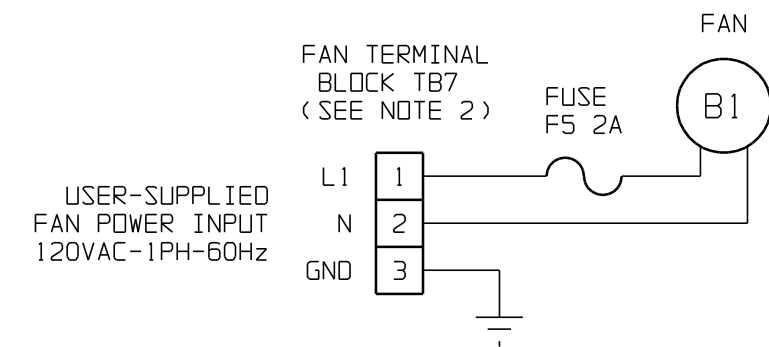 FAN
FAN TERMINAL
BLOCK TB7
(SEE NOTE 2)
FUSE
F5 2A
B1
USER-SUPPLIED
FAN POWER INPUT
120VAC-1PH-60Hz
L1 1
N 2
GND 3